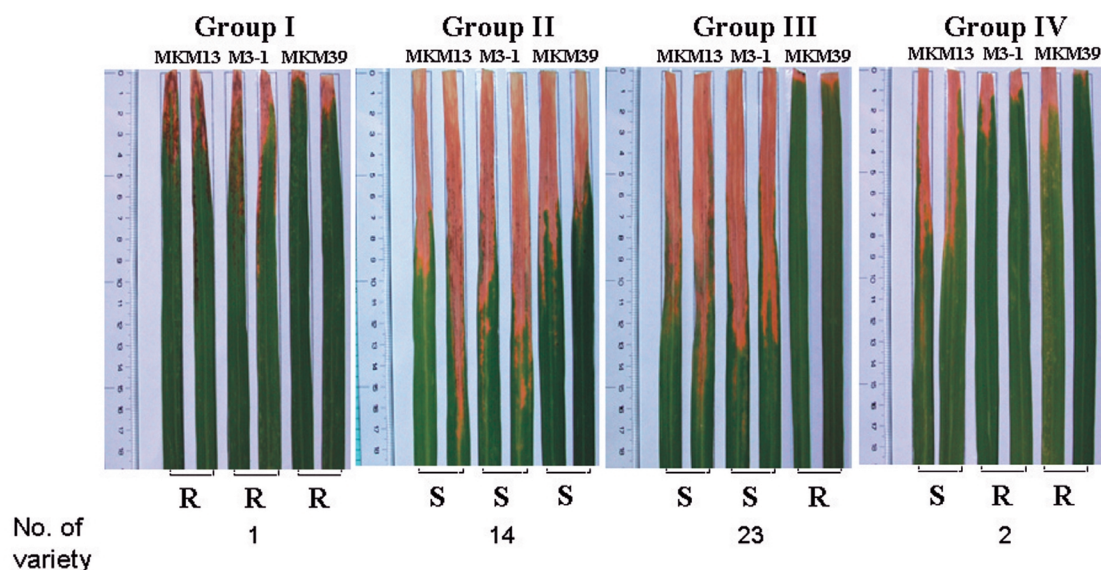 Group I Group II Group III Group IV
MKM13 M3-1 MKM39 MKM13 M3-1 MKM39 MKM13 M3-1 MKM39 MKM13 M3-1 MKM39
R R R S S S S S R S R R
No. of 1 14 23 2
variety